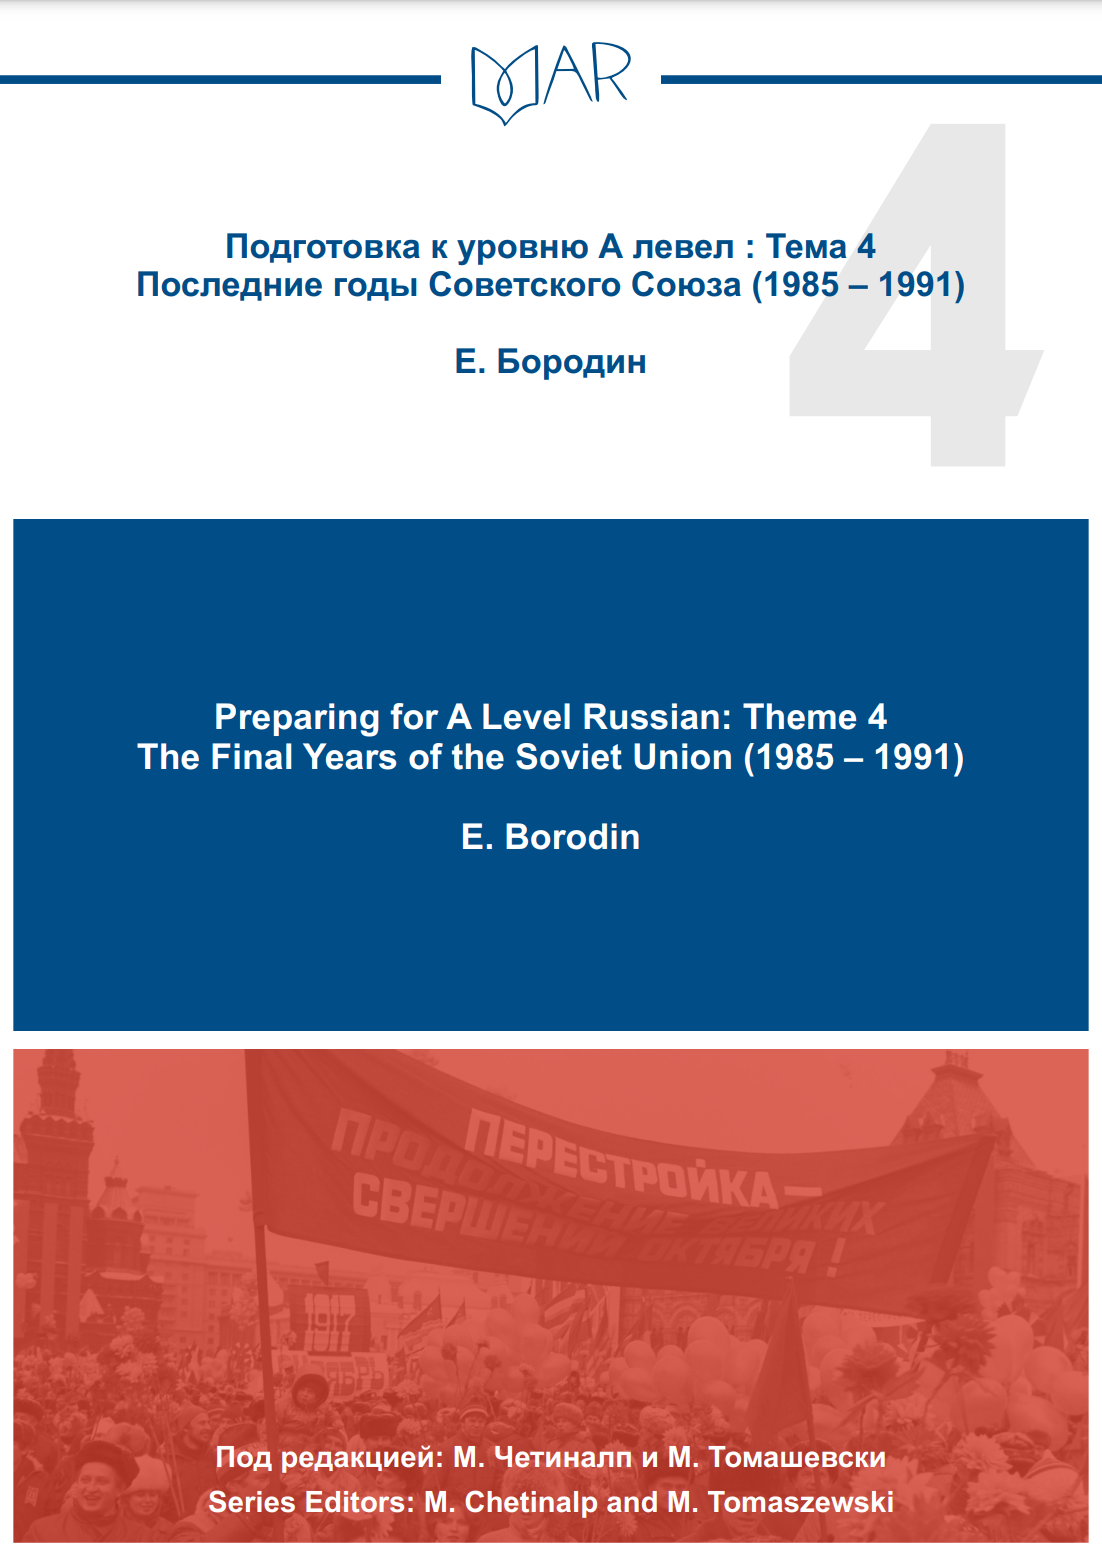 MAR
4
Подготовка к уровню А левел : Тема 4
Последние годы Советского Союза (1985 – 1991)
Е. Бородин
Preparing for A Level Russian: Theme 4
The Final Years of the Soviet Union (1985 – 1991)
E. Borodin
ПЕРЕСТРОЙКА —
ПРОДОЛЖЕНИЕ ВЕЛИКИХ
СВЕРШЕНИЙ ОКТЯБРЯ !
1917
Под редакцией: М. Четиналп и М. Томашевски
Series Editors: M. Chetinalp and M. Tomaszewski